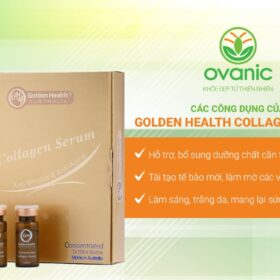 OVANIC
KHỎE ĐẸP TỪ THIÊN NHIÊN
Golden Health
AUSTRALIA
Collagen Serum
Concentrated
Made in Australia
CÁC CÔNG DỤNG CỦA
GOLDEN HEALTH COLLAG
Hỗ trợ, bổ sung dưỡng chất cần
Tái tạo tế bào mới, làm mờ các v
Làm sáng, trắng da, mang lại sức